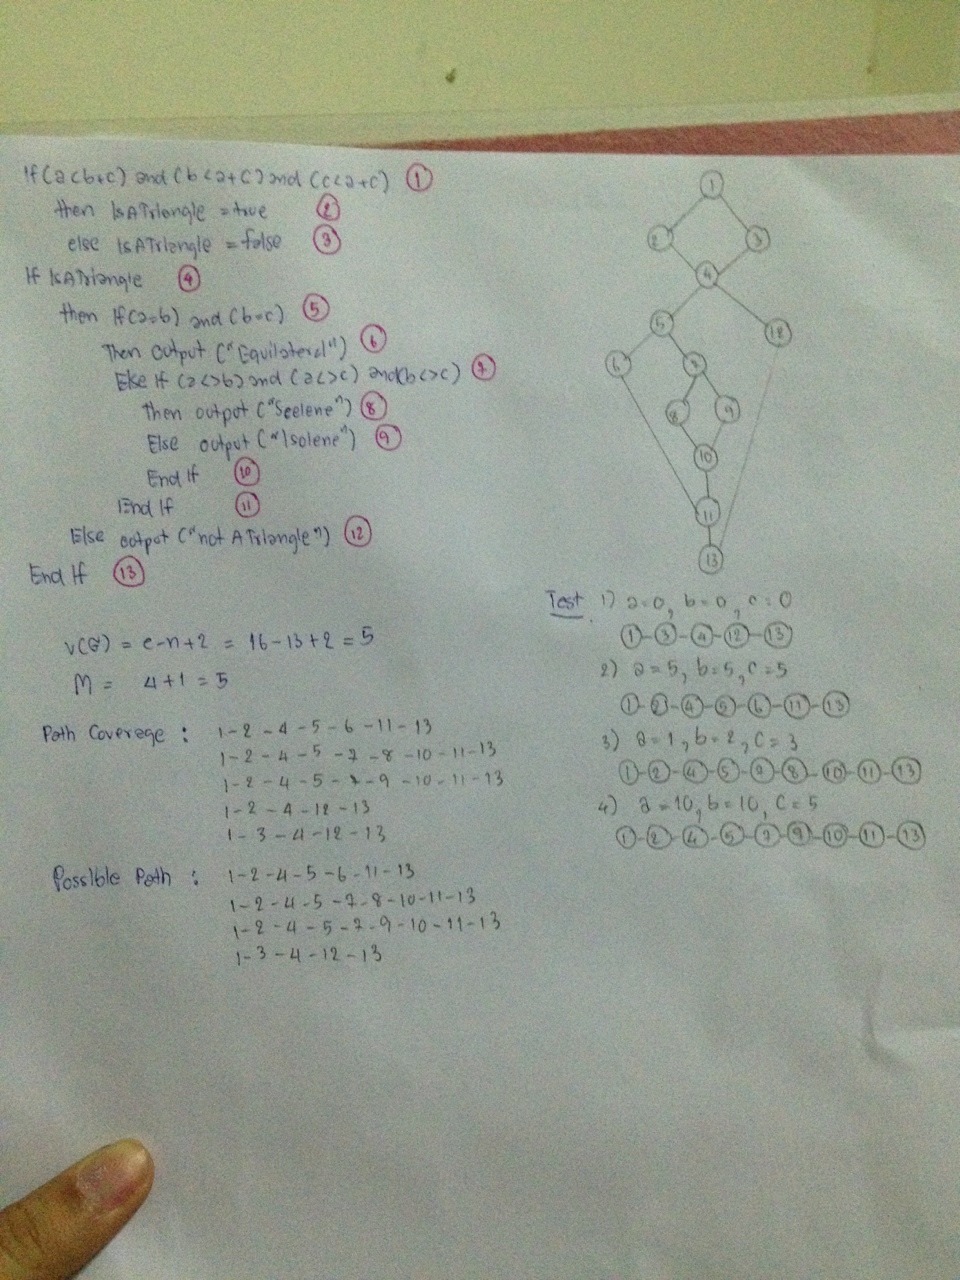 If (a<b+c) and (b<a+c) and (c<a+c) 1
then IsATriangle = true 2
else IsATriangle = false 3
If IsATriangle 4
then If (a=b) and (b=c) 5
Then output ("Equilateral") 6
Else If (a<>b) and (a<>c) and (b<>c) 7
Then output ("Scelene") 8
Else output ("Isolene") 9
End If 10
End If 11
Else output ("not A Triangle") 12
End If 13
V(G) = e-n+2 = 16-13+2 = 5
M = 4+1 = 5
Path Coverage : 1-2-4-5-6-11-13
1-2-4-5-7-8-10-11-13
1-2-4-5-7-9-10-11-13
1-2-4-12-13
1-3-4-12-13
Possible Path : 1-2-4-5-6-11-13
1-2-4-5-7-8-10-11-13
1-2-4-5-7-9-10-11-13
1-3-4-12-13
1
2 3
4
5 12
6 7
8 9
10
11
13
Test 1) a=0, b=0, c=0
1-3-4-12-13
2) a=5, b=5, c=5
1-2-4-5-6-11-13
3) a=1, b=2, c=3
1-2-4-5-7-8-10-11-13
4) a=10, b=10, c=5
1-2-4-5-7-9-10-11-13